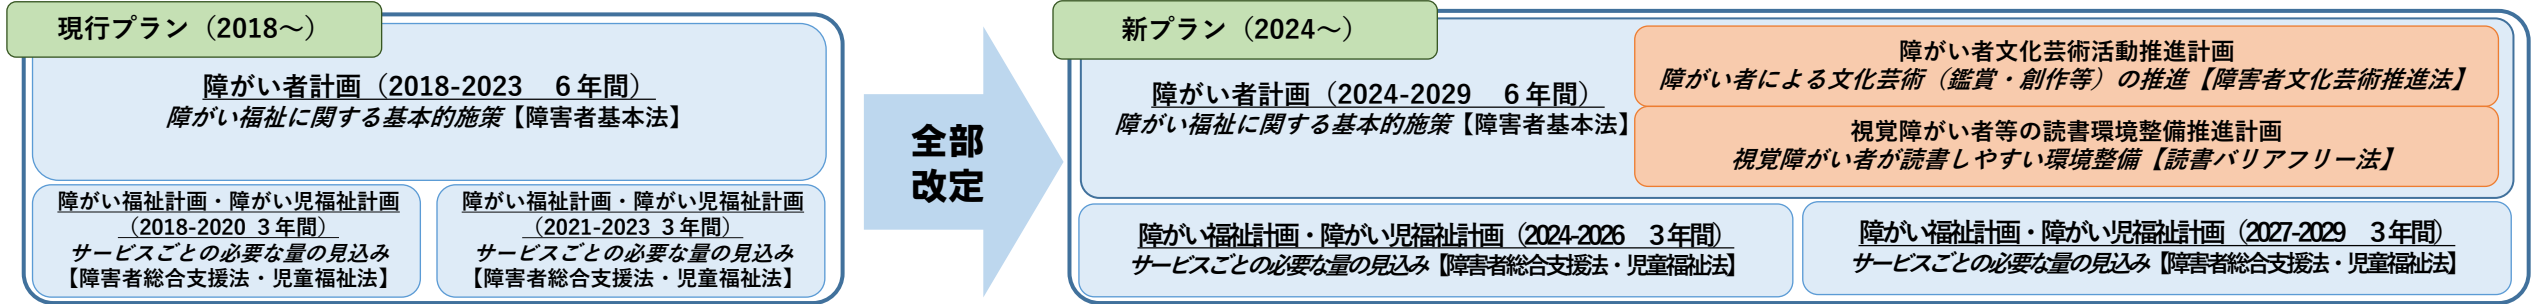 現行プラン（2018～）
障がい者計画（2018-2023　６年間）
障がい福祉に関する基本的施策【障害者基本法】
障がい福祉計画・障がい児福祉計画
（2018-2020 ３年間）
サービスごとの必要な量の見込み
【障害者総合支援法・児童福祉法】
障がい福祉計画・障がい児福祉計画
（2021-2023 ３年間）
サービスごとの必要な量の見込み
【障害者総合支援法・児童福祉法】
全部
改定
新プラン（2024～）
障がい者計画（2024-2029　６年間）
障がい福祉に関する基本的施策【障害者基本法】
障がい者文化芸術活動推進計画
障がい者による文化芸術（鑑賞・創作等）の推進【障害者文化芸術推進法】
視覚障がい者等の読書環境整備推進計画
視覚障がい者が読書しやすい環境整備【読書バリアフリー法】
障がい福祉計画・障がい児福祉計画（2024-2026　３年間）
サービスごとの必要な量の見込み【障害者総合支援法・児童福祉法】
障がい福祉計画・障がい児福祉計画（2027-2029　３年間）
サービスごとの必要な量の見込み【障害者総合支援法・児童福祉法】